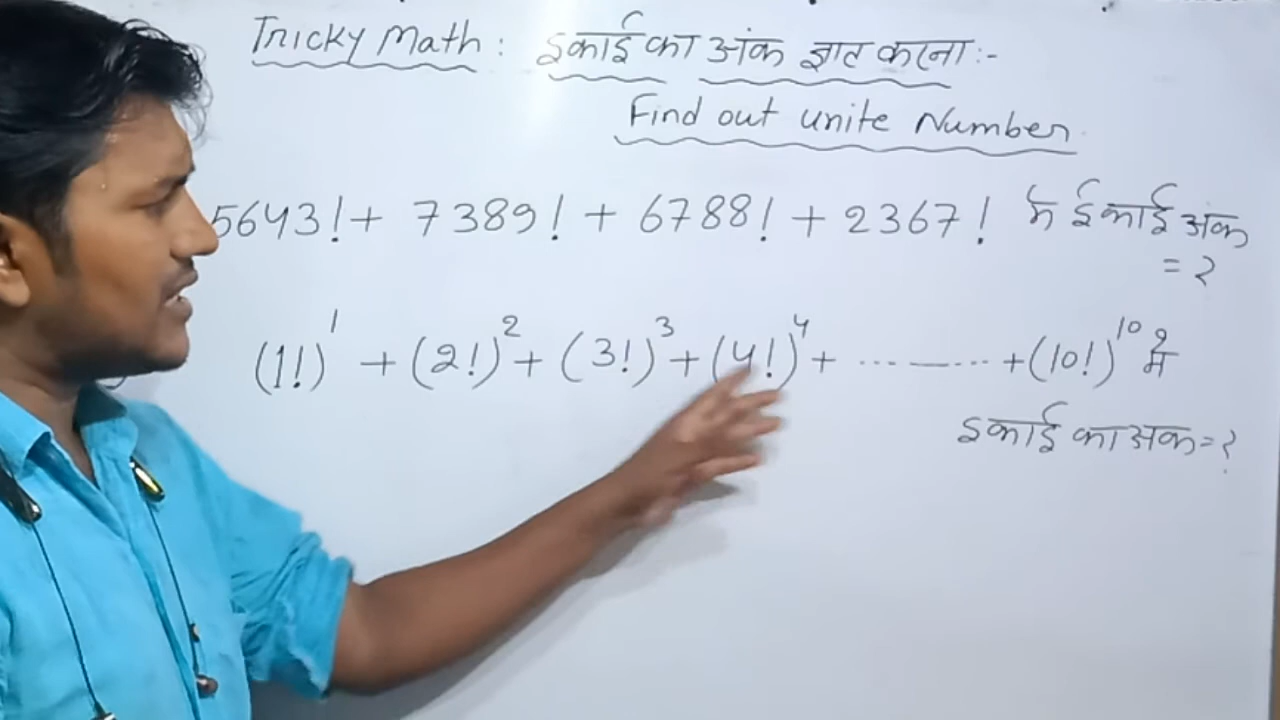 Tricky Math: इकाई का अंक ज्ञात करना:-
Find out unite Number
5643! + 7389! + 6788! + 2367! में ईकाई अंक
= ?
(1!)¹ + (2!)² + (3!)³ + (4!)⁴ + ........... + (10!)¹⁰ में
इकाई का अंक = ?